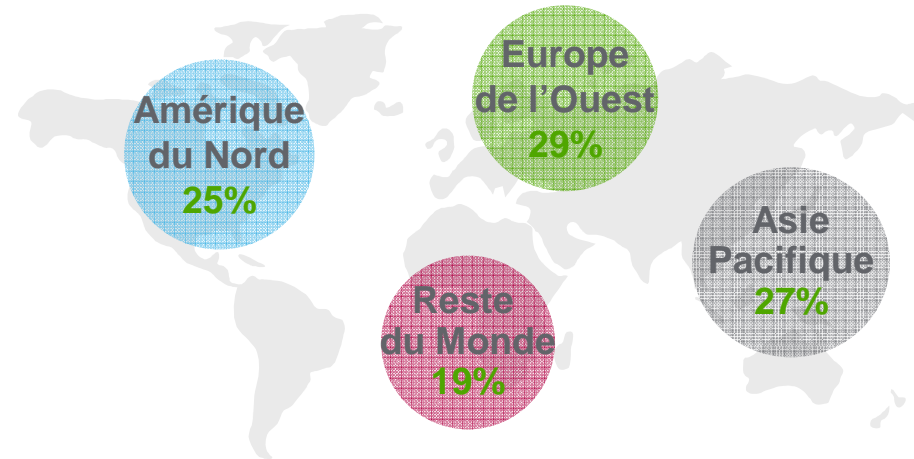 Amérique
du Nord
25%
Europe
de l’Ouest
29%
Asie
Pacifique
27%
Reste
du Monde
19%